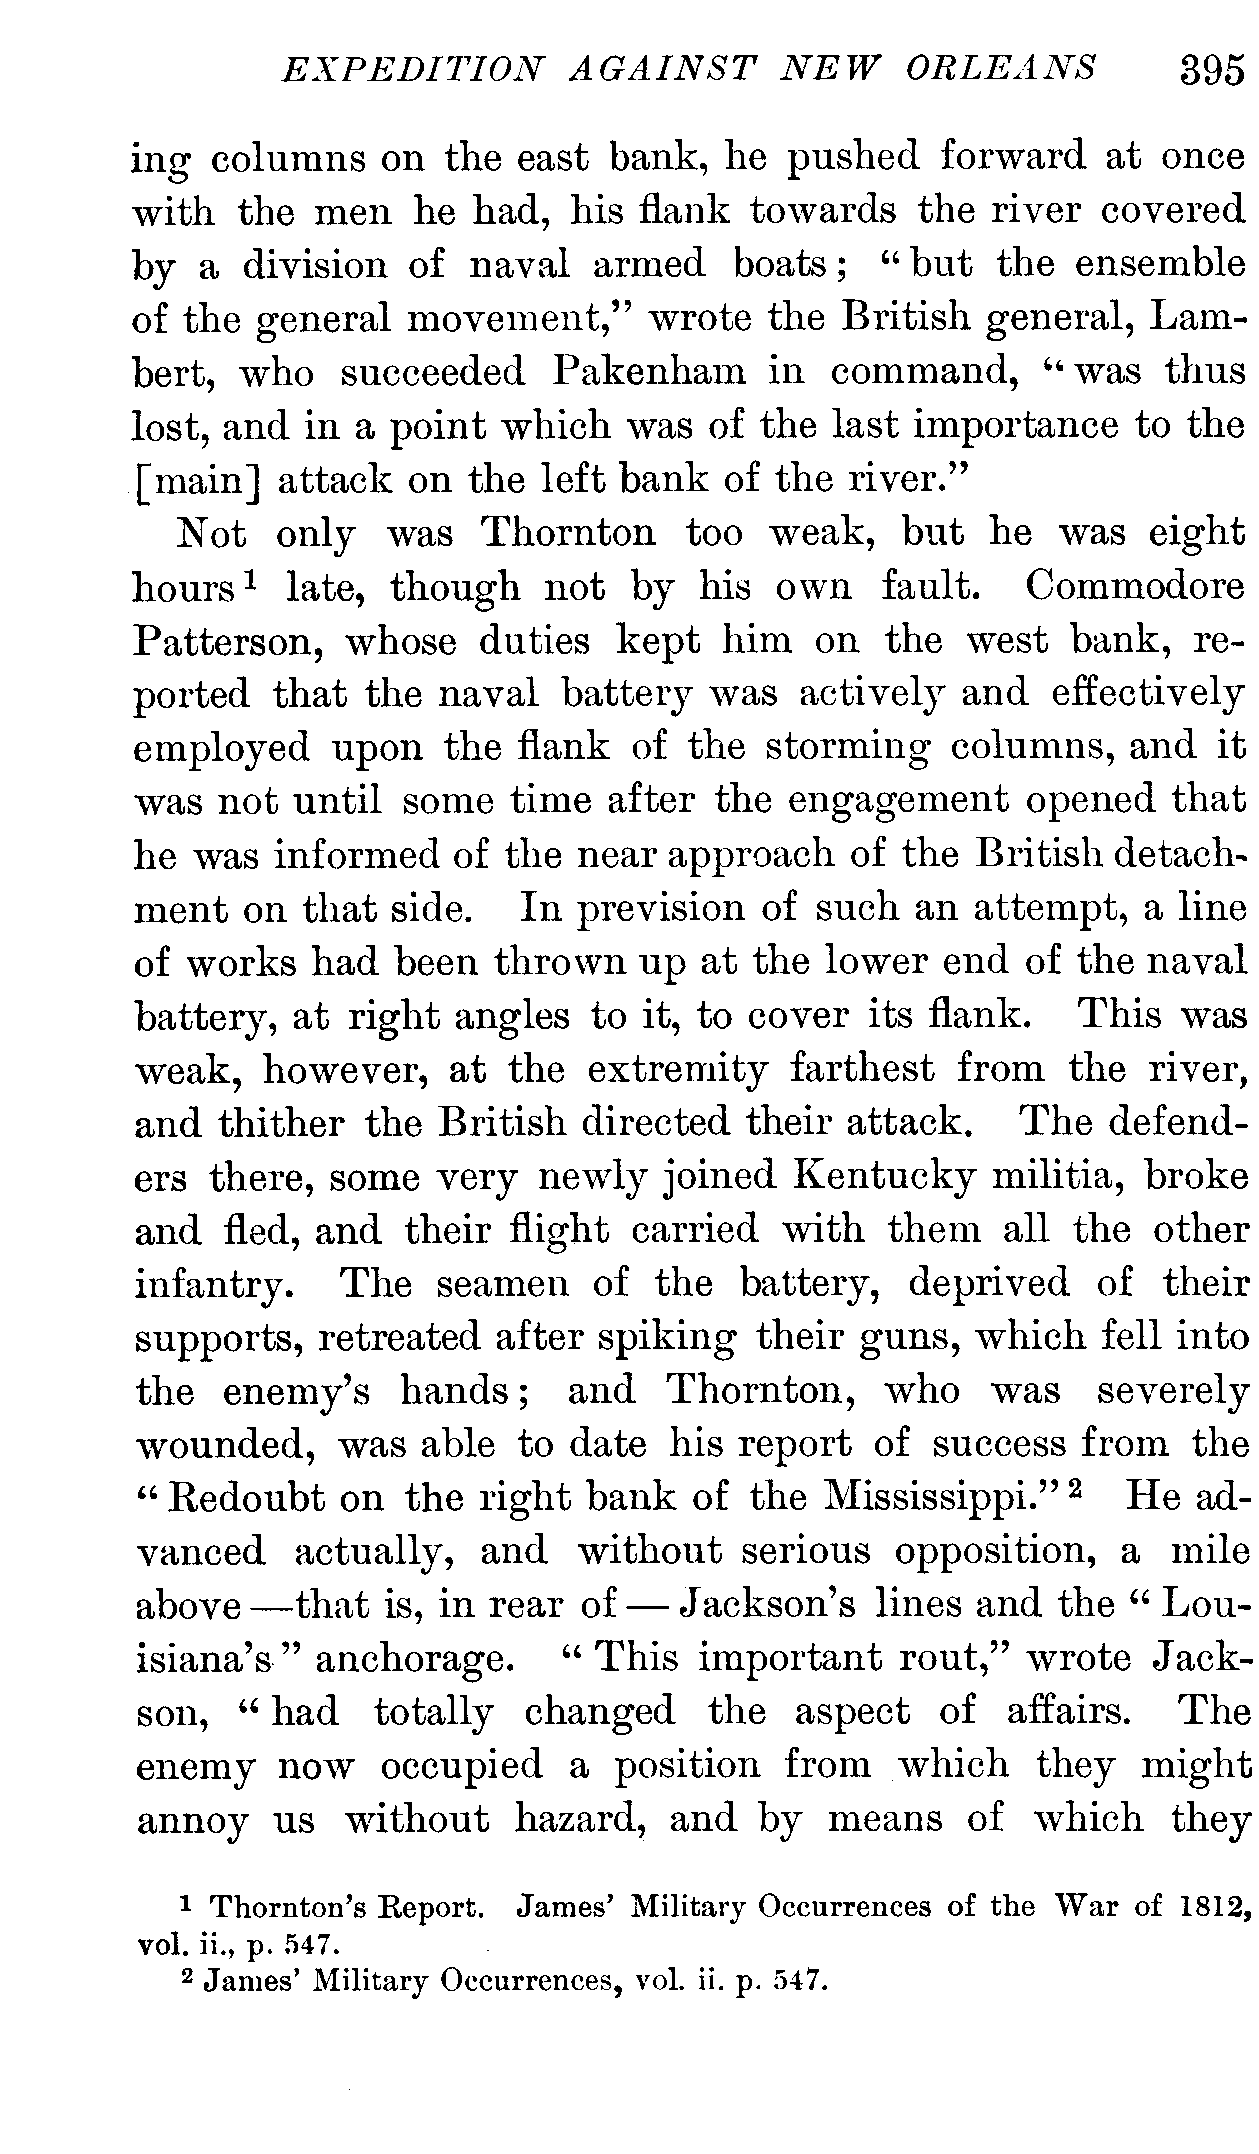 EXPEDITION AGAINST NEW ORLEANS 395
ing columns on the east bank, he pushed forward at once
with the men he had, his flank towards the river covered
by a division of naval armed boats; “but the ensemble
of the general movement,” wrote the British general, Lam-
bert, who succeeded Pakenham in command, “was thus
lost, and in a point which was of the last importance to the
[main] attack on the left bank of the river.”
Not only was Thornton too weak, but he was eight
hours¹ late, though not by his own fault. Commodore
Patterson, whose duties kept him on the west bank, re-
ported that the naval battery was actively and effectively
employed upon the flank of the storming columns, and it
was not until some time after the engagement opened that
he was informed of the near approach of the British detach-
ment on that side. In prevision of such an attempt, a line
of works had been thrown up at the lower end of the naval
battery, at right angles to it, to cover its flank. This was
weak, however, at the extremity farthest from the river,
and thither the British directed their attack. The defend-
ers there, some very newly joined Kentucky militia, broke
and fled, and their flight carried with them all the other
infantry. The seamen of the battery, deprived of their
supports, retreated after spiking their guns, which fell into
the enemy’s hands; and Thornton, who was severely
wounded, was able to date his report of success from the
“Redoubt on the right bank of the Mississippi.”² He ad-
vanced actually, and without serious opposition, a mile
above—that is, in rear of—Jackson’s lines and the “Lou-
isiana’s” anchorage. “This important rout,” wrote Jack-
son, “had totally changed the aspect of affairs. The
enemy now occupied a position from which they might
annoy us without hazard, and by means of which they
¹ Thornton’s Report. James’ Military Occurrences of the War of 1812,
vol. ii., p. 547.
² James’ Military Occurrences, vol. ii. p. 547.